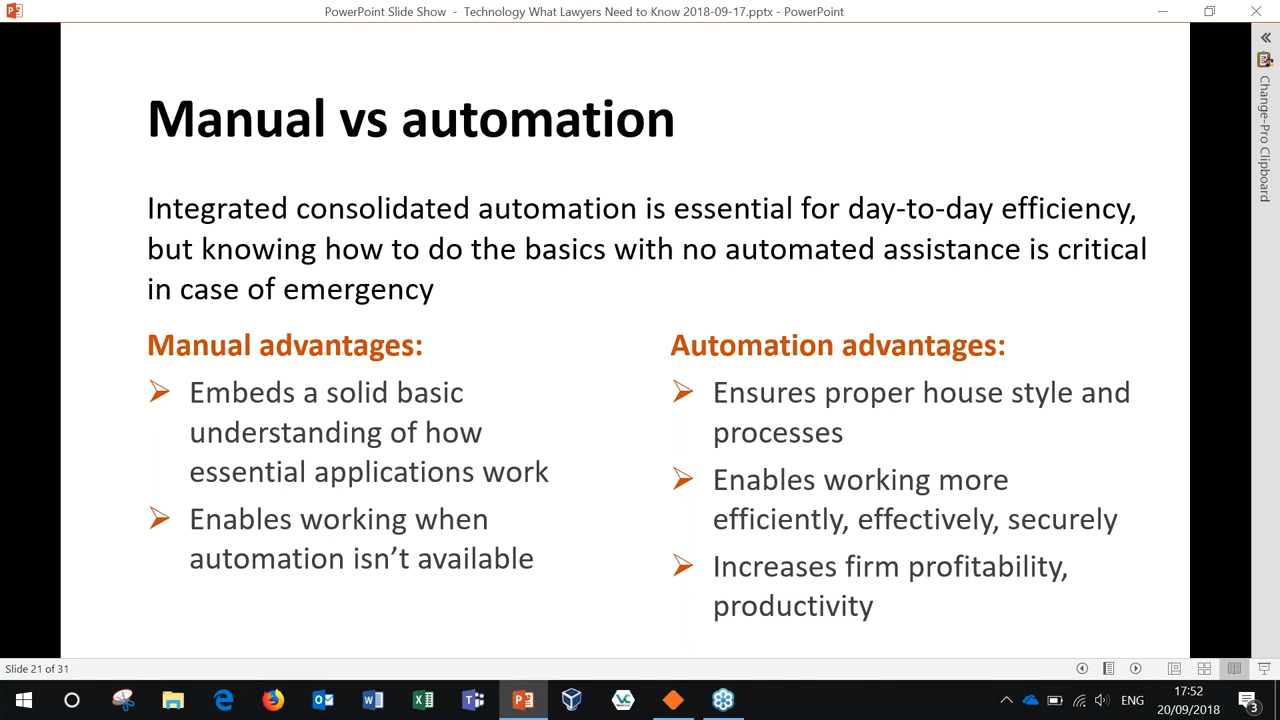 PowerPoint Slide Show - Technology What Lawyers Need to Know 2018-09-17.pptx - PowerPoint
Change-Pro Clipboard
Manual vs automation
Integrated consolidated automation is essential for day-to-day efficiency,
but knowing how to do the basics with no automated assistance is critical
in case of emergency
Manual advantages:
Embeds a solid basic
understanding of how
essential applications work
Enables working when
automation isn’t available
Automation advantages:
Ensures proper house style and
processes
Enables working more
efficiently, effectively, securely
Increases firm profitability,
productivity
Slide 21 of 31
ENG
17:52
20/09/2018
3